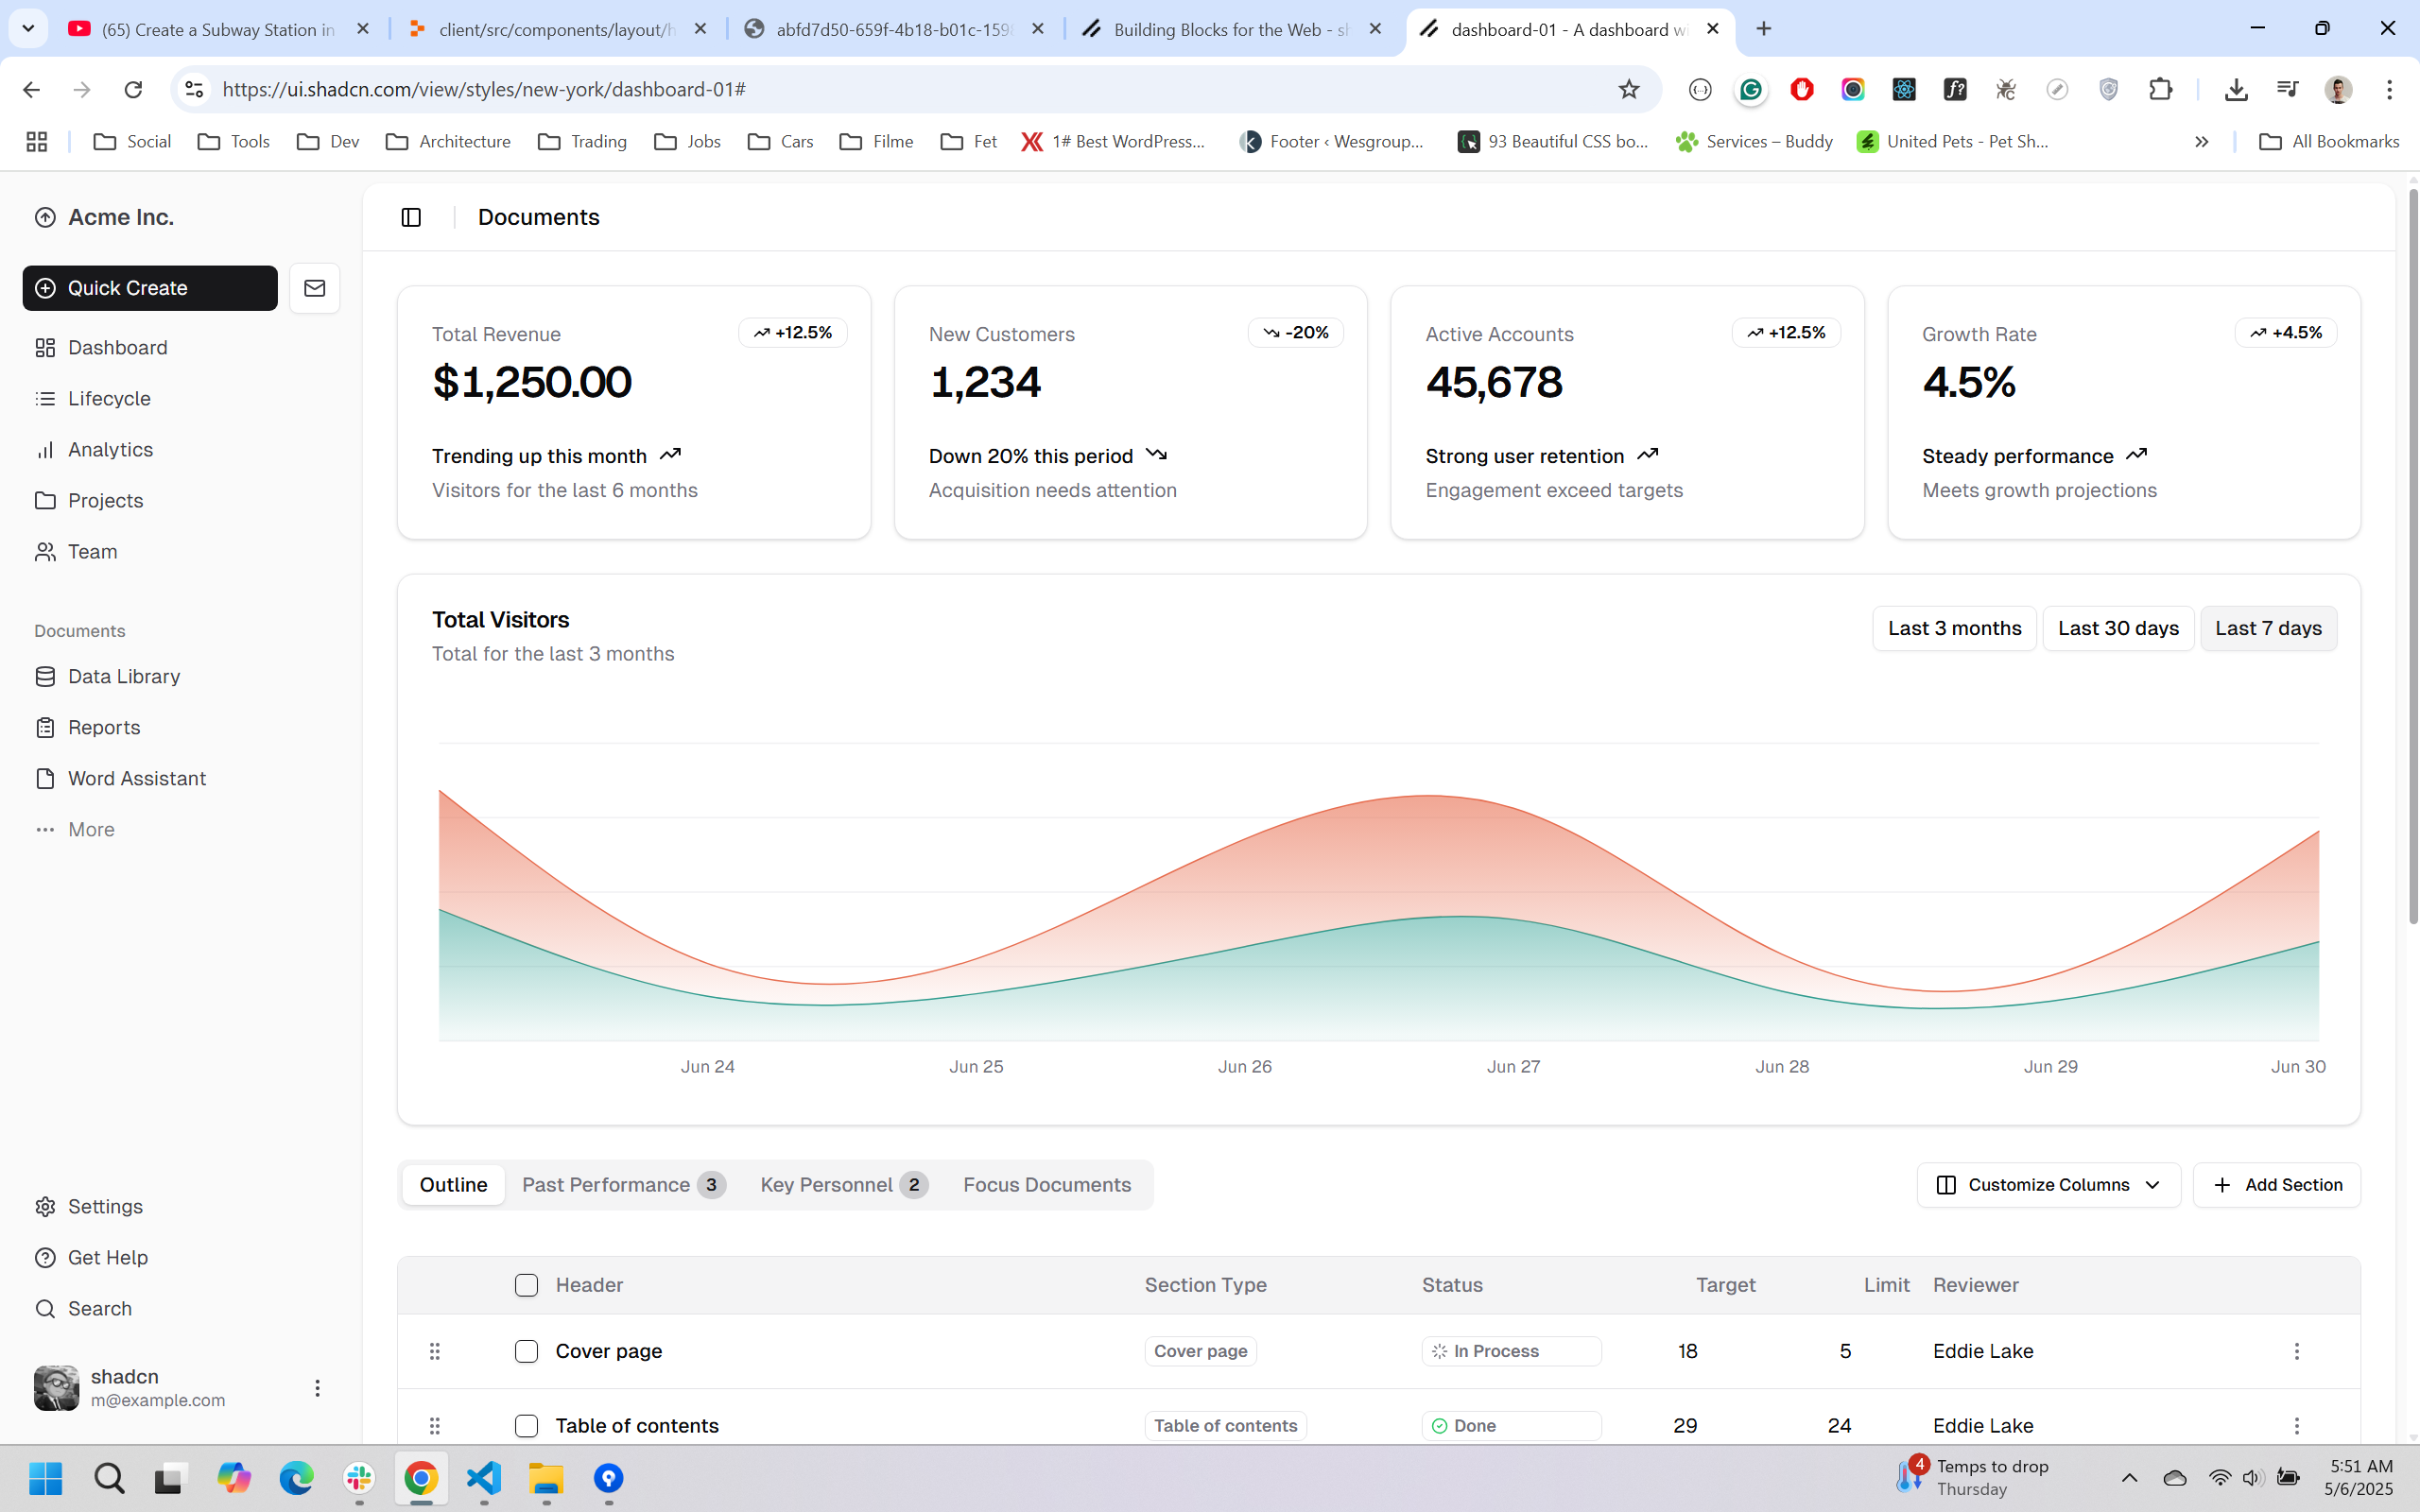 (65) Create a Subway Station in
client/src/components/layout/h
abfd7d50-659f-4b18-b01c-159
Building Blocks for the Web - sh
dashboard-01 - A dashboard wi
https://ui.shadcn.com/view/styles/new-york/dashboard-01#
Social
Tools
Dev
Architecture
Trading
Jobs
Cars
Filme
Fet
1# Best WordPress...
Footer ‹ Wesgroup...
93 Beautiful CSS bo...
Services – Buddy
United Pets - Pet Sh...
All Bookmarks
Acme Inc.
Quick Create
Dashboard
Lifecycle
Analytics
Projects
Team
Documents
Data Library
Reports
Word Assistant
More
Settings
Get Help
Search
shadcn
m@example.com
Documents
Total Revenue
+12.5%
$1,250.00
Trending up this month
Visitors for the last 6 months
New Customers
-20%
1,234
Down 20% this period
Acquisition needs attention
Active Accounts
+12.5%
45,678
Strong user retention
Engagement exceed targets
Growth Rate
+4.5%
4.5%
Steady performance
Meets growth projections
Total Visitors
Total for the last 3 months
Last 3 months
Last 30 days
Last 7 days
Jun 24
Jun 25
Jun 26
Jun 27
Jun 28
Jun 29
Jun 30
Outline
Past Performance 3
Key Personnel 2
Focus Documents
Customize Columns
Add Section
Header Section Type Status Target Limit Reviewer
Cover page Cover page In Process 18 5 Eddie Lake
Table of contents Table of contents Done 29 24 Eddie Lake
4
Temps to drop
Thursday
5:51 AM
5/6/2025